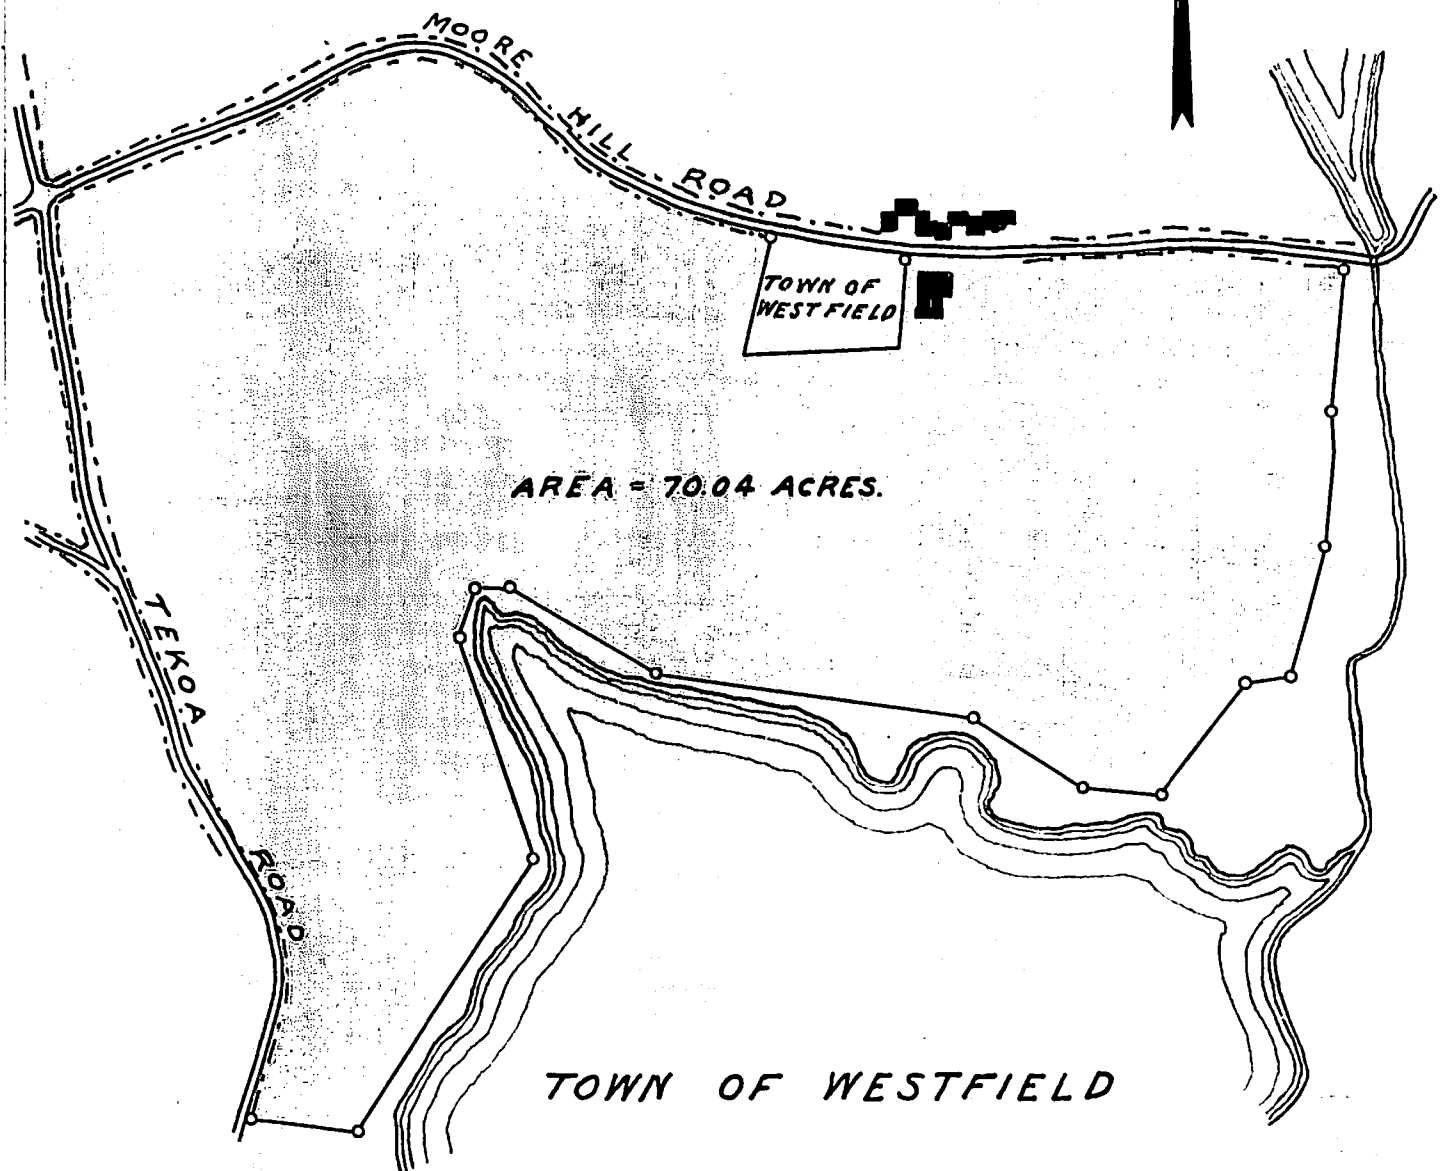 MOORE HILL ROAD
TOWN OF
WESTFIELD
AREA = 70.04 ACRES.
TEKOA ROAD
TOWN OF WESTFIELD